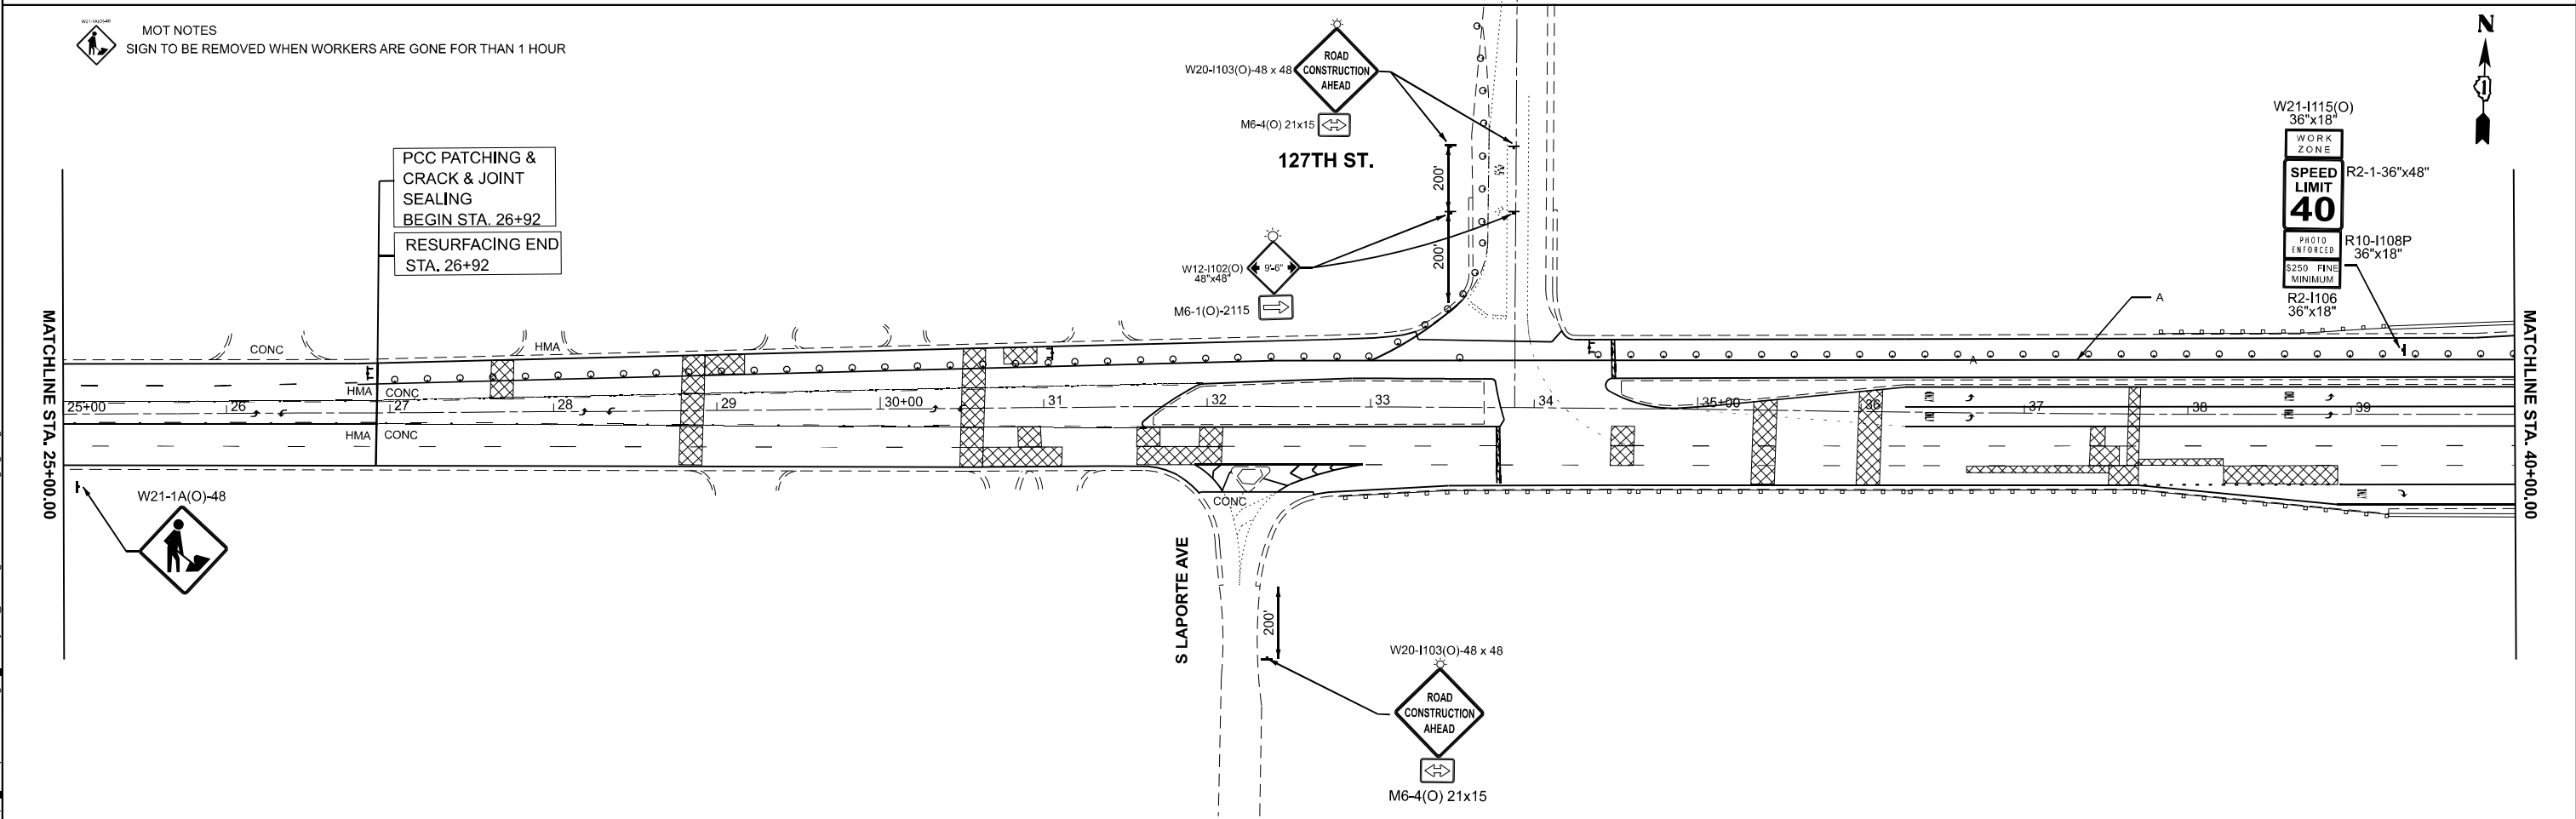 W21-1A(O)-48
MOT NOTES
SIGN TO BE REMOVED WHEN WORKERS ARE GONE FOR THAN 1 HOUR
PCC PATCHING &
CRACK & JOINT
SEALING
BEGIN STA. 26+92
RESURFACING END
STA. 26+92
W20-I103(O)-48 x 48
ROAD
CONSTRUCTION
AHEAD
M6-4(O) 21x15
127TH ST.
200'
200'
W12-I102(O)
48"x48"
9'-6"
M6-1(O)-2115
N
1
W21-I115(O)
36"x18"
WORK
ZONE
SPEED
LIMIT
40
R2-1-36"x48"
PHOTO
ENFORCED
R10-I108P
36"x18"
$250 FINE
MINIMUM
R2-I106
36"x18"
A
A
MATCHLINE STA. 25+00.00
MATCHLINE STA. 40+00.00
CONC
HMA
HMA
CONC
HMA
CONC
25+00
26
27
28
29
30+00
31
32
33
34
35+00
36
37
38
39
CONC
W21-1A(O)-48
S LAPORTE AVE
200'
W20-I103(O)-48 x 48
ROAD
CONSTRUCTION
AHEAD
M6-4(O) 21x15